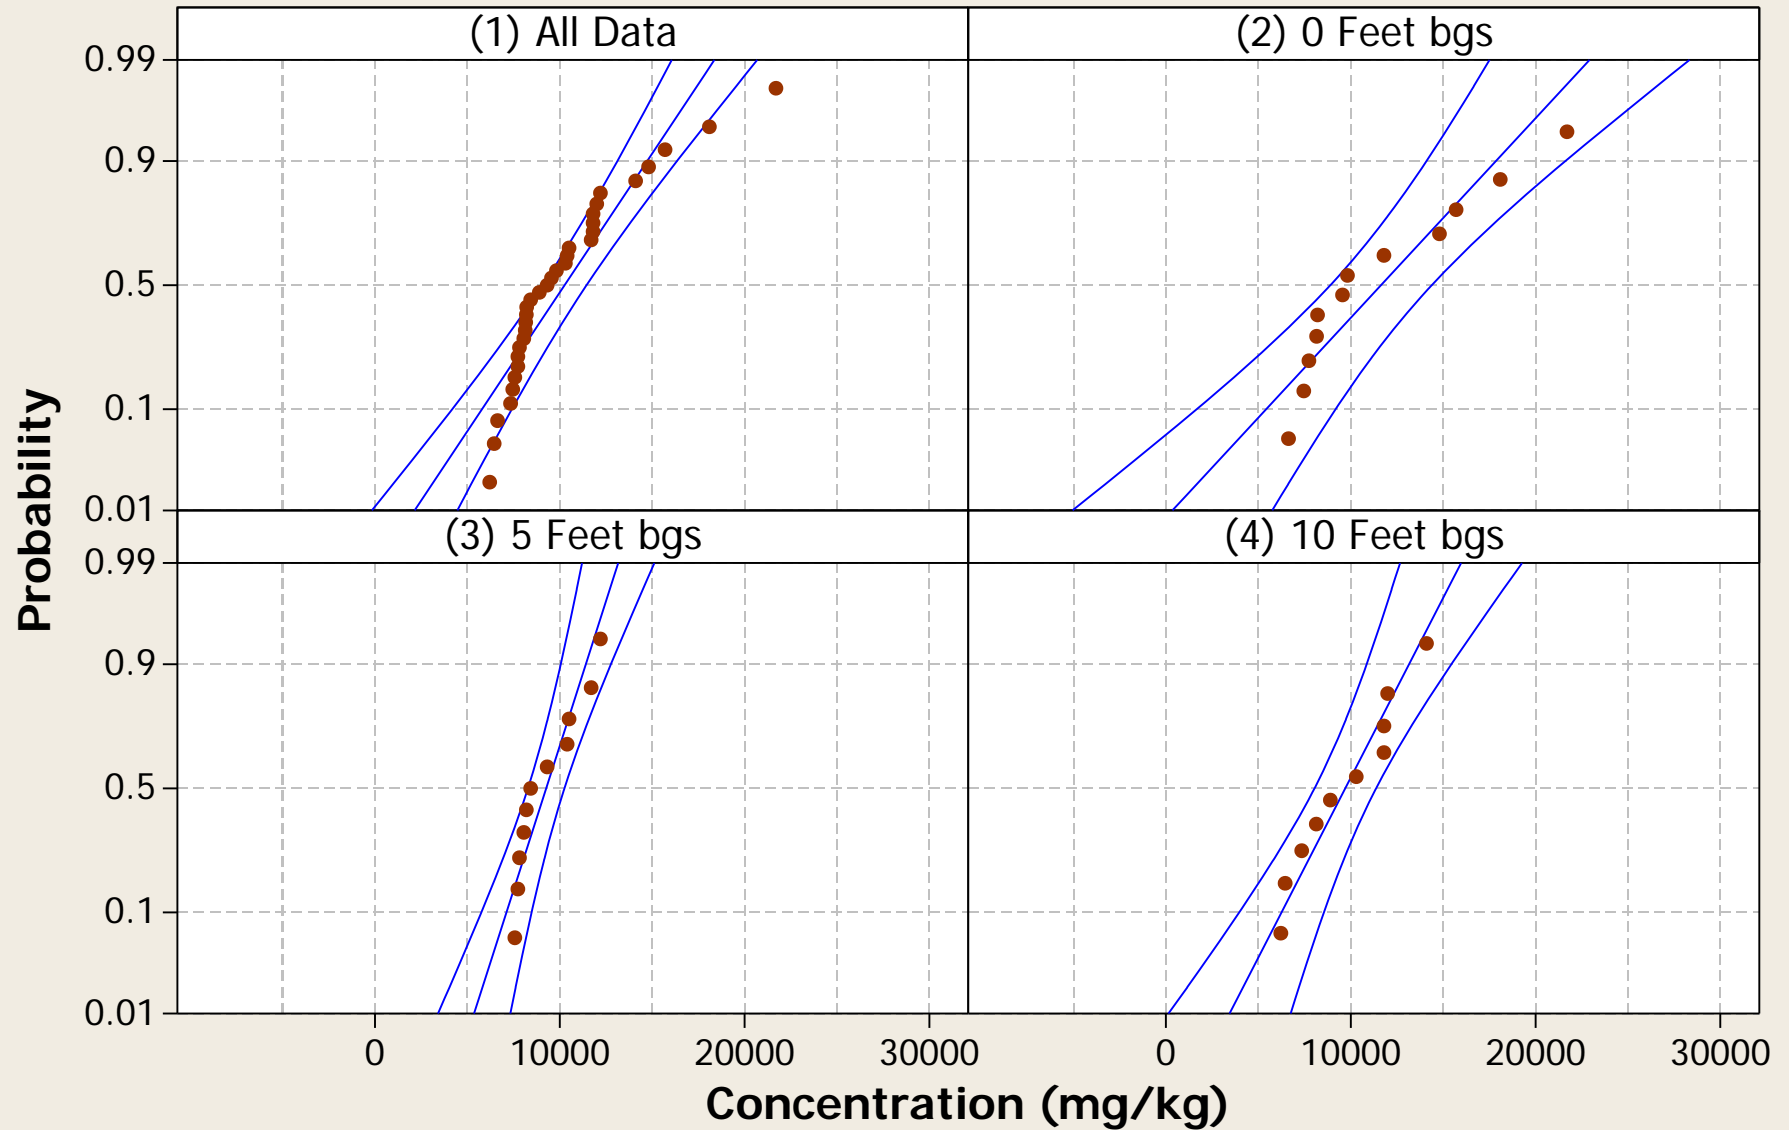 (1) All Data
(2) 0 Feet bgs
0.99
0.9
0.5
0.1
0.01
(3) 5 Feet bgs
(4) 10 Feet bgs
0.99
0.9
0.5
0.1
0.01
Probability
0 10000 20000 30000
0 10000 20000 30000
Concentration (mg/kg)